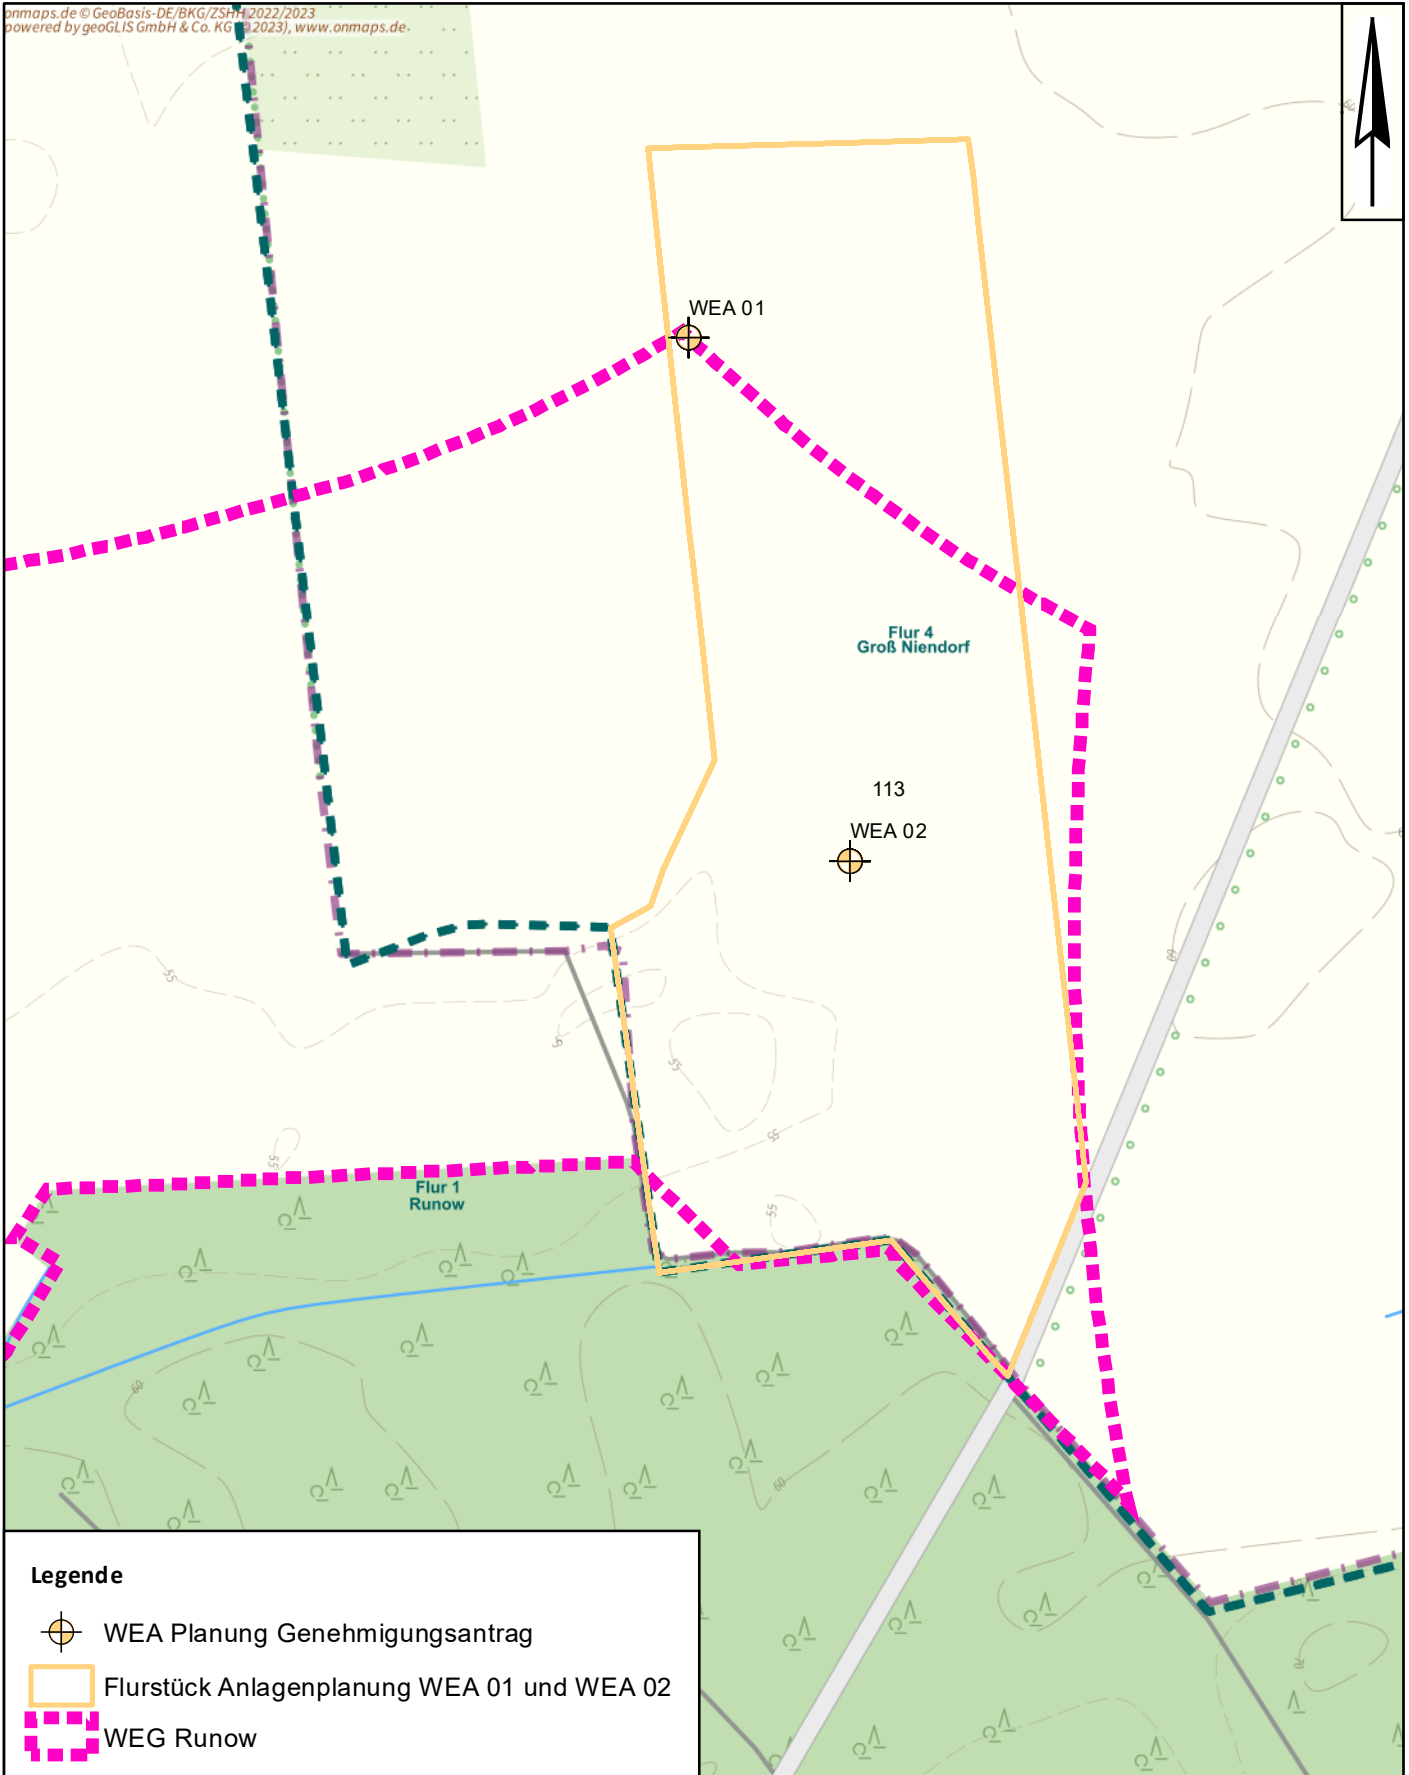 onmaps.de © GeoBasis-DE/BKG/ZSHH 2022/2023
powered by geoGLIS GmbH & Co. KG (©2023), www.onmaps.de
WEA 01
Flur 4
Groß Niendorf
113
WEA 02
60
55
55
55
55
55
Flur 1
Runow
55
60
60
70
Legende
WEA Planung Genehmigungsantrag
Flurstück Anlagenplanung WEA 01 und WEA 02
WEG Runow